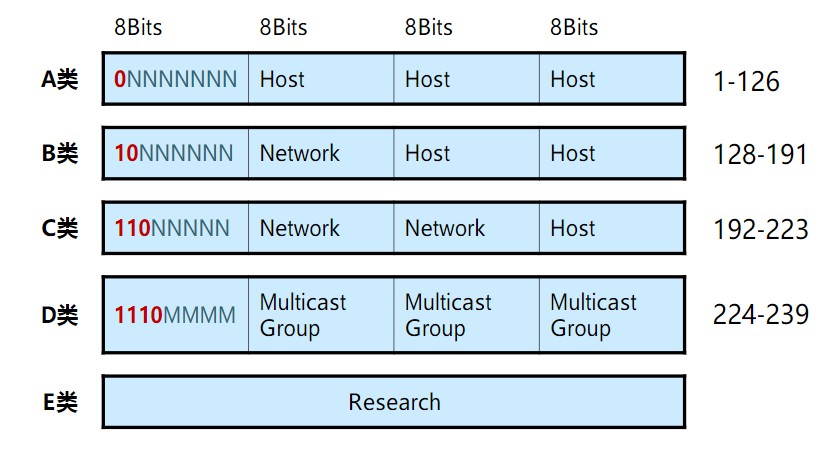 8Bits 8Bits 8Bits 8Bits
A类 0NNNNNNN Host Host Host 1-126
B类 10NNNNNN Network Host Host 128-191
C类 110NNNNN Network Network Host 192-223
D类 1110MMMM Multicast Group Multicast Group Multicast Group 224-239
E类 Research